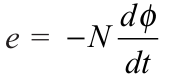 e = −N dϕ/dt